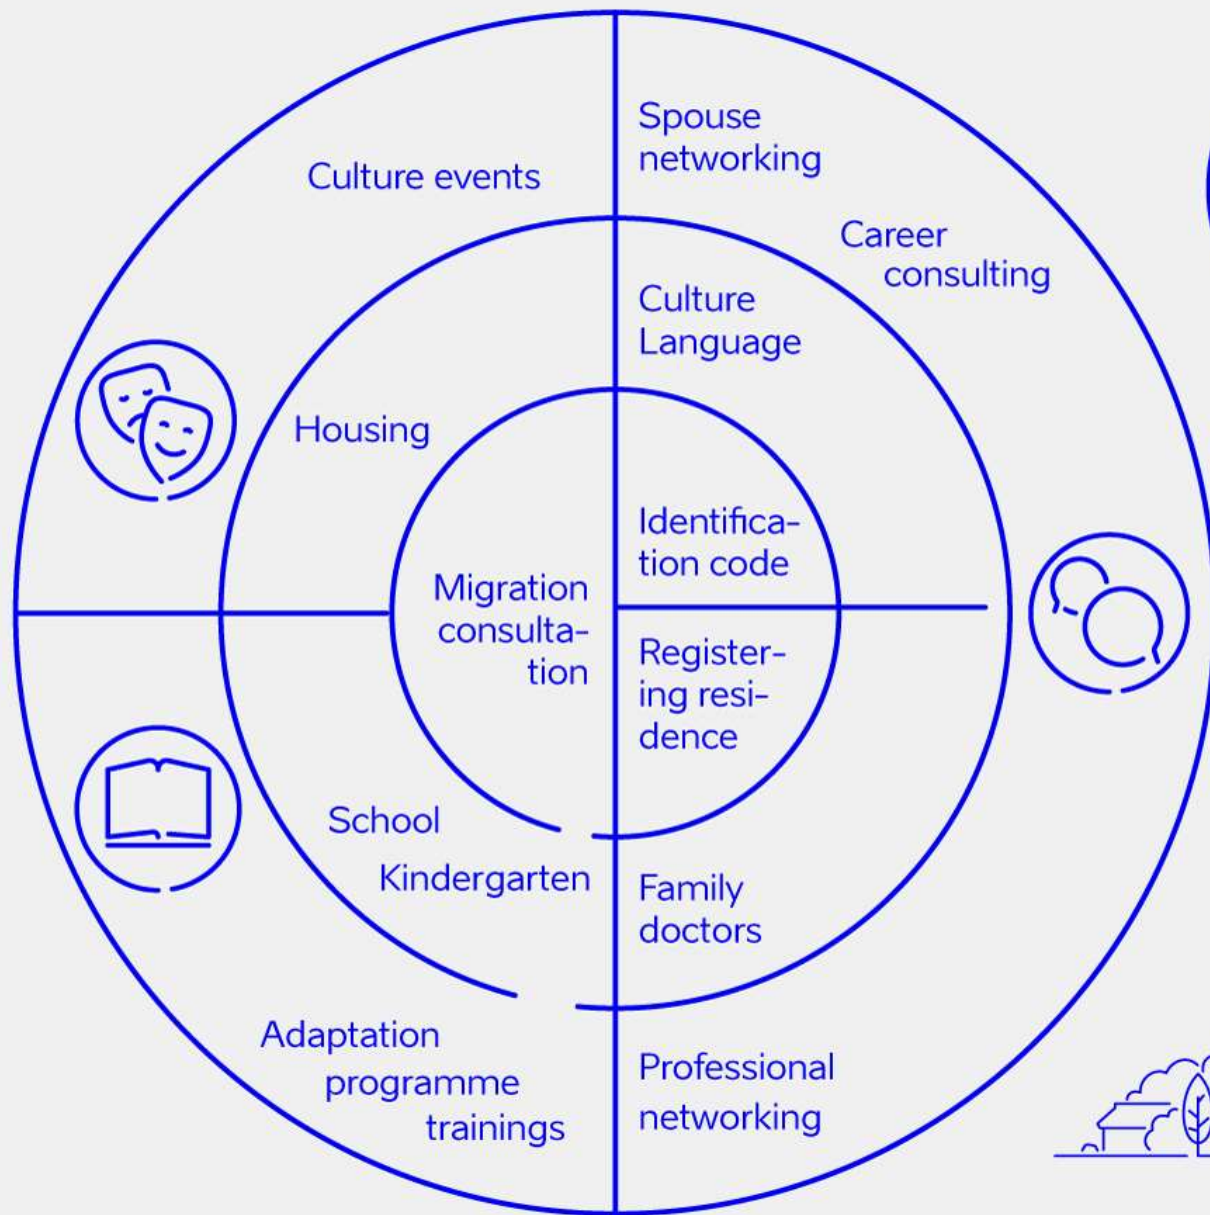 Spouse
networking
Culture events
Career
consulting
Culture
Language
Housing
Identifica-
tion code
Migration
consulta-
tion
Register-
ing resi-
dence
School
Kindergarten
Family
doctors
Adaptation
programme
trainings
Professional
networking